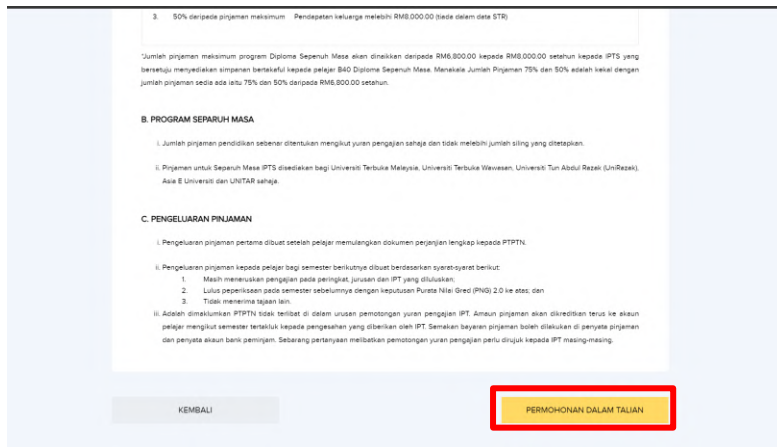 3. 50% daripada pinjaman maksimum Pendapatan keluarga melebihi RM8,000.00 (tiada dalam data STR)
*Jumlah pinjaman maksimum program Diploma Sepenuh Masa akan dinaikkan daripada RM6,800.00 kepada RM8,000.00 setahun kepada IPTS yang
bersetuju menyediakan simpanan bertakaful kepada pelajar B40 Diploma Sepenuh Masa. Manakala Jumlah Pinjaman 75% dan 50% adalah kekal dengan
jumlah pinjaman sedia ada iaitu 75% dan 50% daripada RM6,800.00 setahun.
B. PROGRAM SEPARUH MASA
i. Jumlah pinjaman pendidikan sebenar ditentukan mengikut yuran pengajian sahaja dan tidak melebihi jumlah siling yang ditetapkan.
ii. Pinjaman untuk Separuh Masa IPTS disediakan bagi Universiti Terbuka Malaysia, Universiti Terbuka Wawasan, Universiti Tun Abdul Razak (UniRazak),
Asia E Universiti dan UNITAR sahaja.
C. PENGELUARAN PINJAMAN
i. Pengeluaran pinjaman pertama dibuat setelah pelajar memulangkan dokumen perjanjian lengkap kepada PTPTN.
ii. Pengeluaran pinjaman kepada pelajar bagi semester berikutnya dibuat berdasarkan syarat-syarat berikut:
1. Masih meneruskan pengajian pada peringkat, jurusan dan IPT yang diluluskan;
2. Lulus peperiksaan pada semester sebelumnya dengan keputusan Purata Nilai Gred (PNG) 2.0 ke atas; dan
3. Tidak menerima tajaan lain.
iii. Adalah dimaklumkan PTPTN tidak terlibat di dalam urusan pemotongan yuran pengajian IPT. Amaun pinjaman akan dikreditkan terus ke akaun
pelajar mengikut semester tertakluk kepada pengesahan yang diberikan oleh IPT. Semakan bayaran pinjaman boleh dilakukan di penyata pinjaman
dan penyata akaun bank peminjam. Sebarang pertanyaan melibatkan pemotongan yuran pengajian perlu dirujuk kepada IPT masing-masing.
KEMBALI
PERMOHONAN DALAM TALIAN